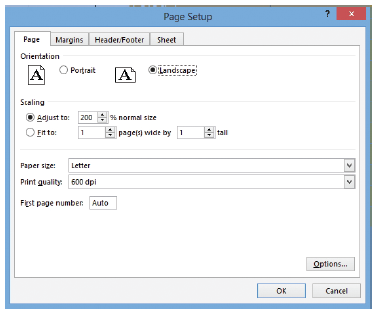 Page Setup ? ×
Page Margins Header/Footer Sheet
Orientation
A Portrait A Landscape
Scaling
Adjust to: 200 % normal size
Fit to: 1 page(s) wide by 1 tall
Paper size: Letter
Print quality: 600 dpi
First page number: Auto
Options...
OK Cancel